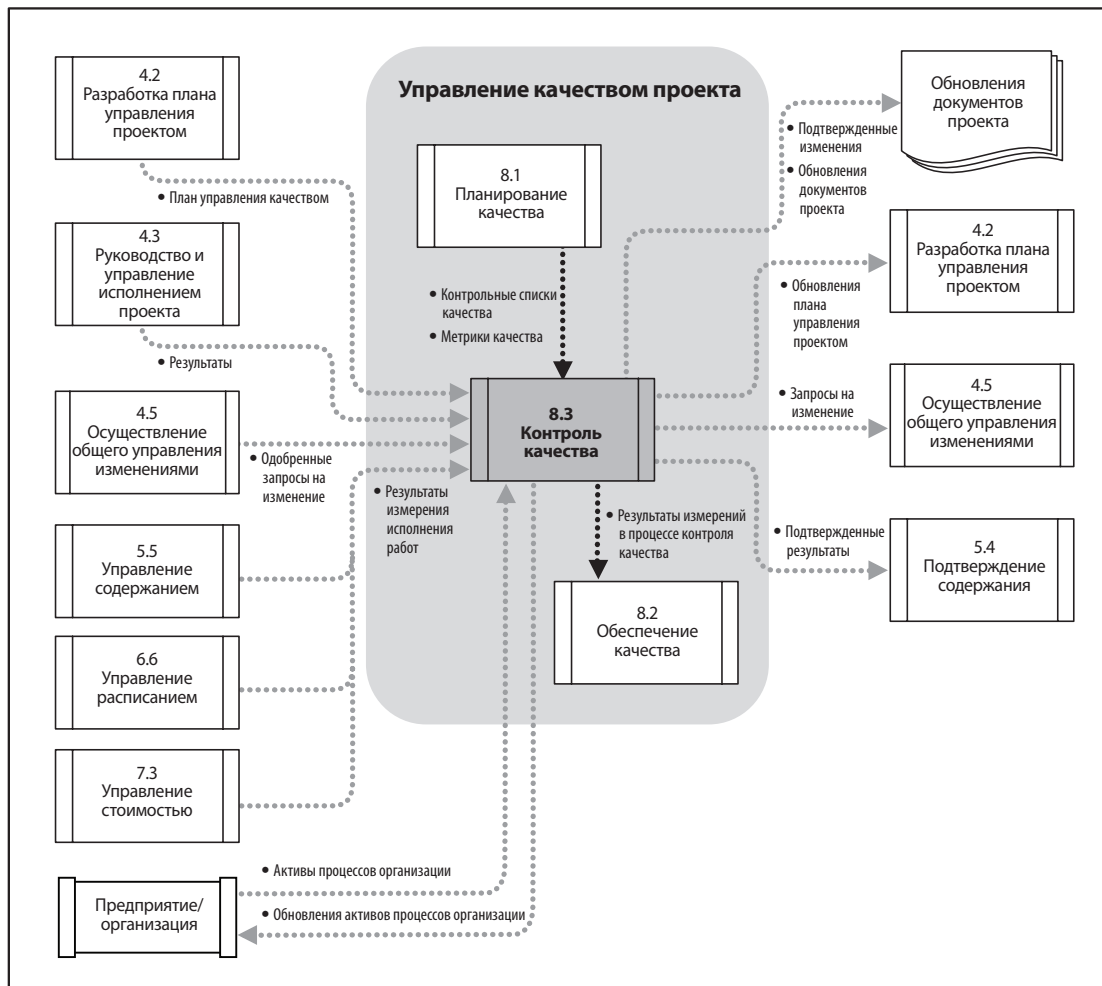 Управление качеством проекта
4.2
Разработка плана
управления
проектом
• План управления качеством
4.3
Руководство и
управление
исполнением
проекта
• Результаты
4.5
Осуществление
общего управления
изменениями
• Одобренные
запросы на
изменение
5.5
Управление
содержанием
6.6
Управление
расписанием
7.3
Управление
стоимостью
• Результаты
измерения
исполнения
работ
Предприятие/
организация
• Активы процессов организации
• Обновления активов процессов организации
8.1
Планирование
качества
• Контрольные списки
качества
• Метрики качества
8.3
Контроль
качества
• Результаты измерений
в процессе контроля
качества
8.2
Обеспечение
качества
• Подтвержденные
изменения
• Обновления
документов
проекта
Обновления
документов
проекта
• Обновления
плана
управления
проектом
4.2
Разработка плана
управления
проектом
• Запросы на
изменение
4.5
Осуществление
общего управления
изменениями
• Подтвержденные
результаты
5.4
Подтверждение
содержания